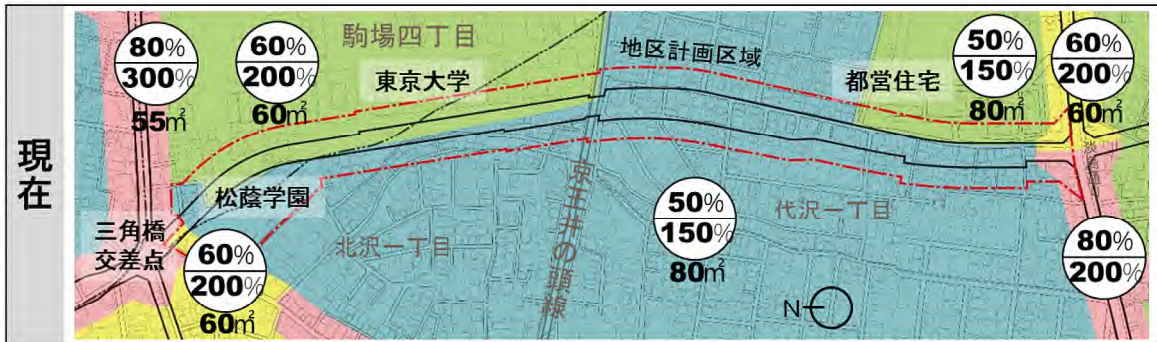 現在
80%
300%
55㎡
60%
200%
60㎡
駒場四丁目
東京大学
地区計画区域
都営住宅
50%
150%
80㎡
60%
200%
60㎡
淡島通
松蔭学園
三角橋
交差点
60%
200%
60㎡
北沢一丁目
京王井の頭線
50%
150%
80㎡
代沢一丁目
80%
200%
N